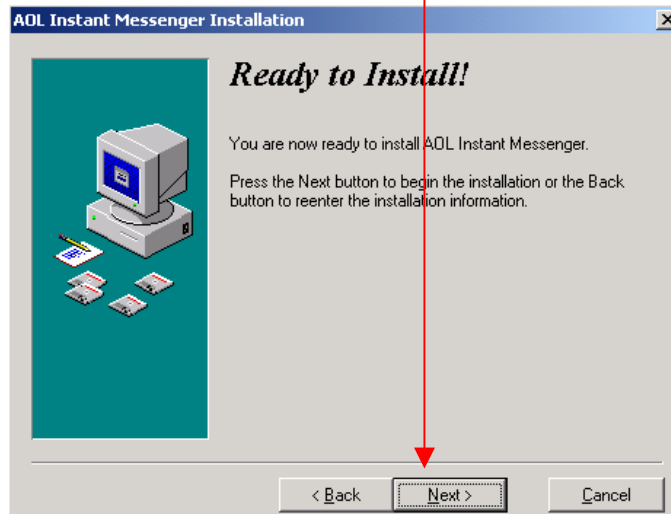 AOL Instant Messenger Installation
Ready to Install!
You are now ready to install AOL Instant Messenger.
Press the Next button to begin the installation or the Back
button to reenter the installation information.
< Back
Next >
Cancel